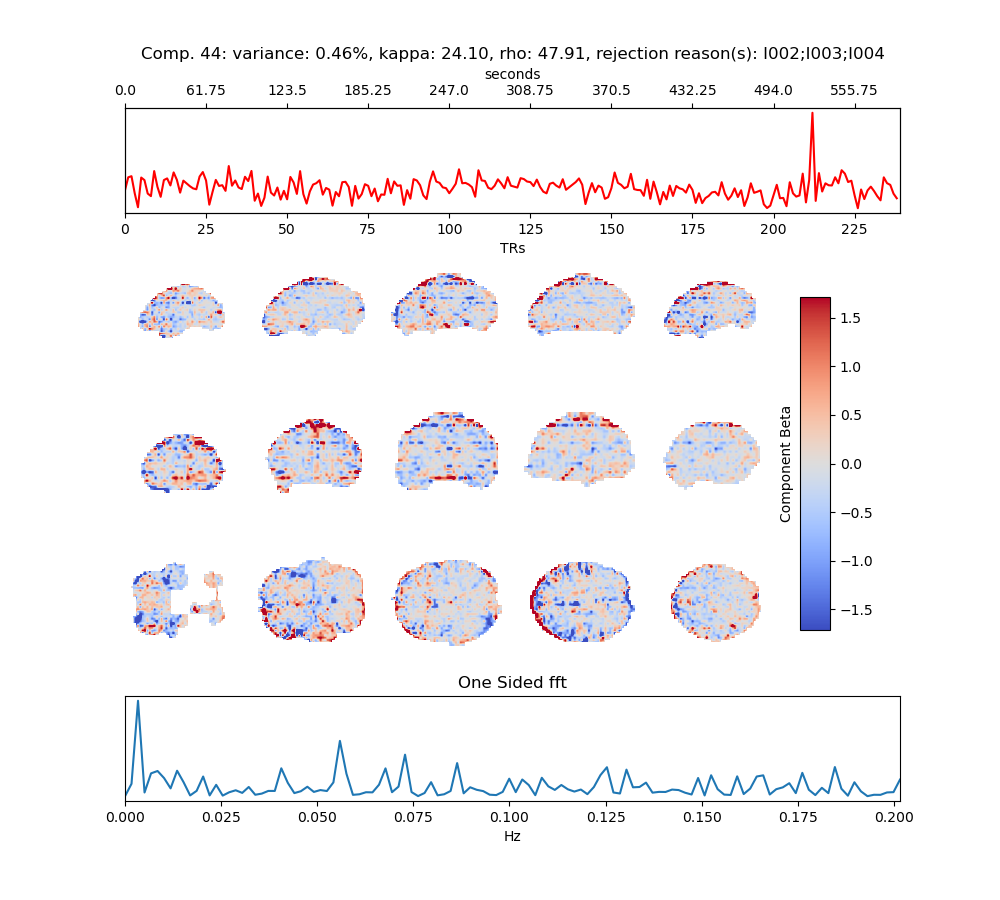 Comp. 44: variance: 0.46%, kappa: 24.10, rho: 47.91, rejection reason(s): I002;I003;I004
seconds
0.0 61.75 123.5 185.25 247.0 308.75 370.5 432.25 494.0 555.75
0 25 50 75 100 125 150 175 200 225
TRs
1.5
1.0
0.5
0.0
−0.5
−1.0
−1.5
Component Beta
One Sided fft
0.000 0.025 0.050 0.075 0.100 0.125 0.150 0.175 0.200
Hz